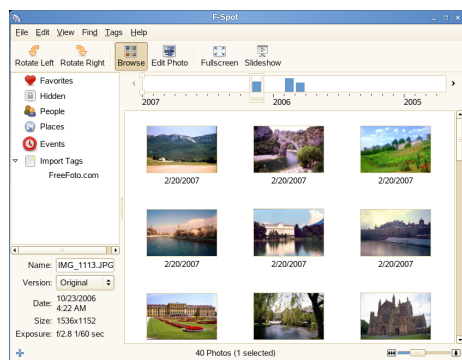 F-Spot
File Edit View Find Tags Help
Rotate Left Rotate Right Browse Edit Photo Fullscreen Slideshow
Favorites
Hidden
People
Places
Events
Import Tags
FreeFoto.com
2007 2006 2005
2/20/2007 2/20/2007 2/20/2007
2/20/2007 2/20/2007 2/20/2007
Name: IMG_1113.JPG
Version: Original
Date: 10/23/2006
4:22 AM
Size: 1536x1152
Exposure: f/2.8 1/60 sec
40 Photos (1 selected)